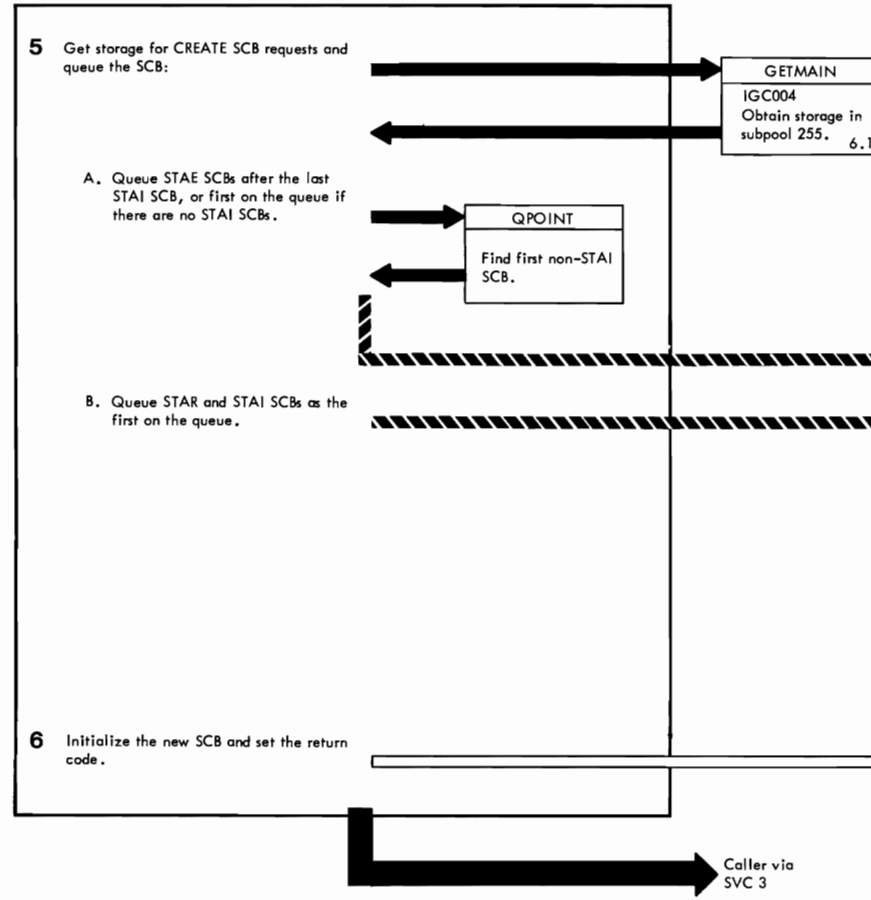 5 Get storage for CREATE SCB requests and
queue the SCB:
GETMAIN
IGC004
Obtain storage in
subpool 255.
6.1
A. Queue STAE SCBs after the last
STAI SCB, or first on the queue if
there are no STAI SCBs.
QPOINT
Find first non-STAI
SCB.
B. Queue STAR and STAI SCBs as the
first on the queue.
6 Initialize the new SCB and set the return
code.
Caller via
SVC 3